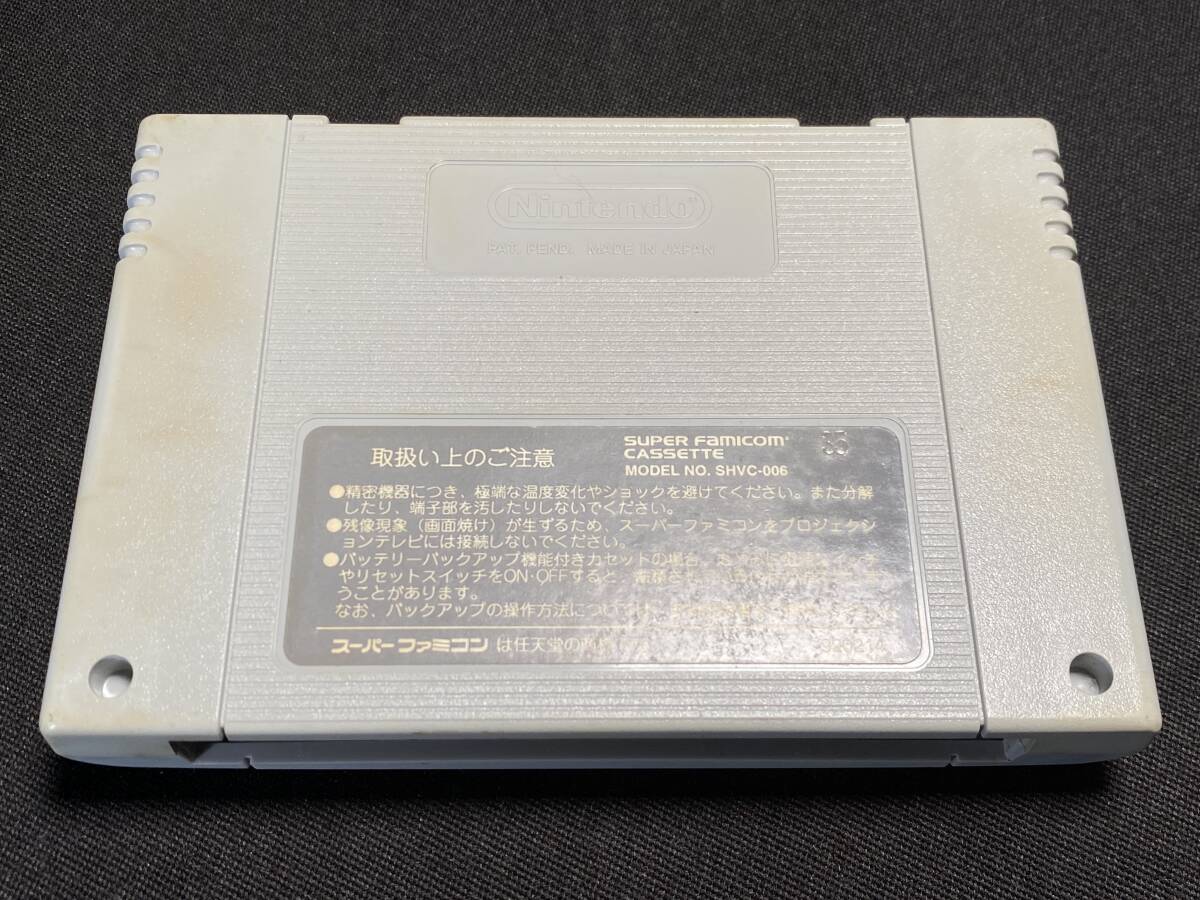 Nintendo®
PAT. PEND. MADE IN JAPAN
取扱い上のご注意
SUPER FAMICOM
CASSETTE
MODEL NO. SHVC-006
●精密機器につき、極端な温度変化やショックを避けてください。また分解
したり、端子部を汚したりしないでください。
●残像現象(画面焼け)が生ずるため、スーパーファミコンをプロジェクシ
ョンテレビには接続しないでください。
●バッテリーバックアップ機能付きカセットの場合、
やリセットスイッチをON・OFFすると、
うことがあります。
なお、バックアップの操作方法については、
スーパーファミコン は任天堂の